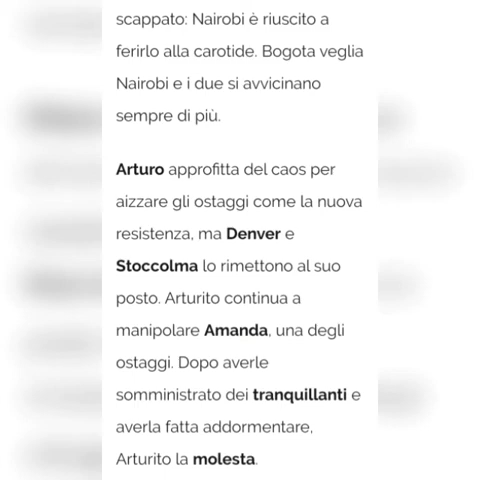 scappato: Nairobi è riuscito a
ferirlo alla carotide. Bogota veglia
Nairobi e i due si avvicinano
sempre di più.
Arturo approfitta del caos per
aizzare gli ostaggi come la nuova
resistenza, ma Denver e
Stoccolma lo rimettono al suo
posto. Arturito continua a
manipolare Amanda, una degli
ostaggi. Dopo averle
somministrato dei tranquillanti e
averla fatta addormentare,
Arturito la molesta.